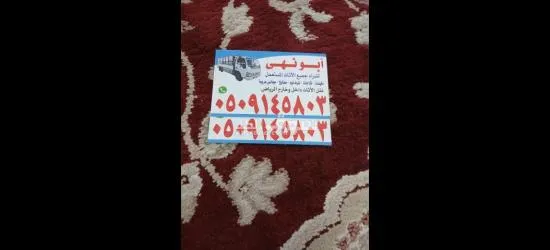 أبو نهى
لشراء جميع الأثاث المستعمل
نقل الأثاث داخل وخارج الرياض
٠٥٠٩١٤٥٨٠٣
٠٥٠٩١٤٥٨٠٣